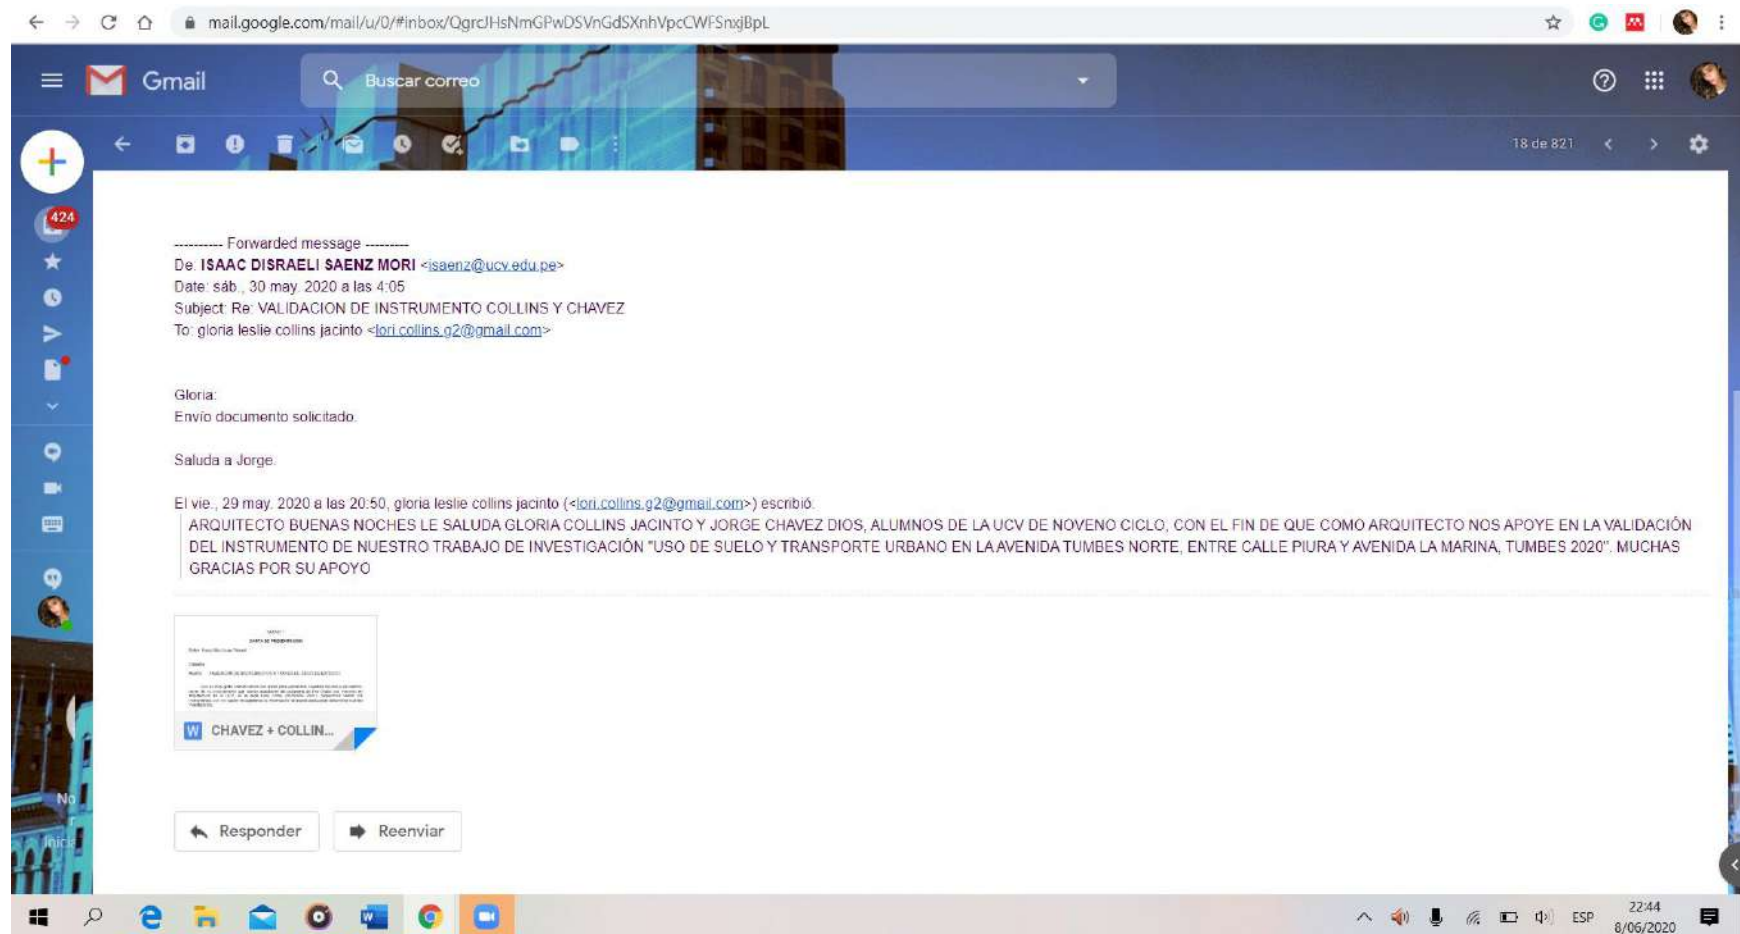 mail.google.com/mail/u/0/#inbox/QgrcJHsNmGPwDSVnGdSXnhVpcCWFSnxjBpL
Gmail
Buscar correo
18 de 821
424
---------- Forwarded message ---------
De: ISAAC DISRAELI SAENZ MORI <isaenz@ucv.edu.pe>
Date: sáb., 30 may. 2020 a las 4:05
Subject: Re: VALIDACION DE INSTRUMENTO COLLINS Y CHAVEZ
To: gloria leslie collins jacinto <lori.collins.g2@gmail.com>
Gloria:
Envío documento solicitado.
Saluda a Jorge.
El vie., 29 may. 2020 a las 20:50, gloria leslie collins jacinto (<lori.collins.g2@gmail.com>) escribió:
ARQUITECTO BUENAS NOCHES LE SALUDA GLORIA COLLINS JACINTO Y JORGE CHAVEZ DIOS, ALUMNOS DE LA UCV DE NOVENO CICLO, CON EL FIN DE QUE COMO ARQUITECTO NOS APOYE EN LA VALIDACIÓN
DEL INSTRUMENTO DE NUESTRO TRABAJO DE INVESTIGACIÓN "USO DE SUELO Y TRANSPORTE URBANO EN LA AVENIDA TUMBES NORTE, ENTRE CALLE PIURA Y AVENIDA LA MARINA, TUMBES 2020". MUCHAS
GRACIAS POR SU APOYO
CARTA DE PRESENTACIÓN
W CHAVEZ + COLLIN...
No
r
Inicia
Responder
Reenviar
ESP
22:44
8/06/2020